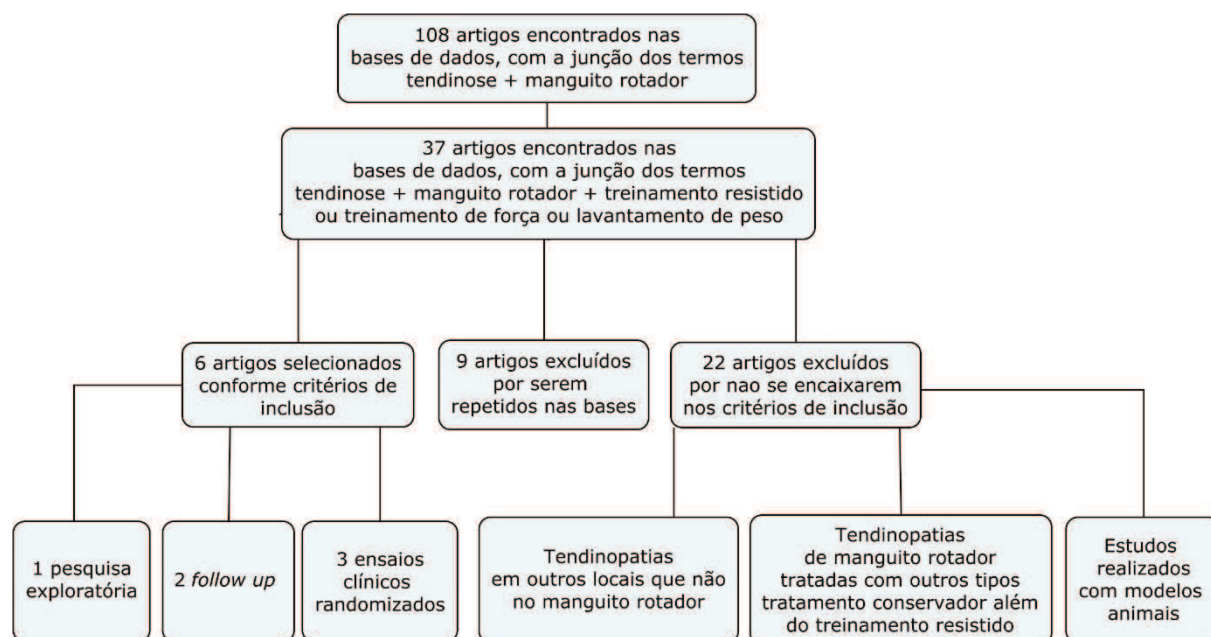 108 artigos encontrados nas
bases de dados, com a junção dos termos
tendinose + manguito rotador
37 artigos encontrados nas
bases de dados, com a junção dos termos
tendinose + manguito rotador + treinamento resistido
ou treinamento de força ou lavantamento de peso
6 artigos selecionados
conforme critérios de
inclusão
9 artigos excluídos
por serem
repetidos nas bases
22 artigos excluídos
por nao se encaixarem
nos critérios de inclusão
1 pesquisa
exploratória
2 follow up
3 ensaios
clínicos
randomizados
Tendinopatias
em outros locais que não
no manguito rotador
Tendinopatias
de manguito rotador
tratadas com outros tipos
tratamento conservador além
do treinamento resistido
Estudos
realizados
com modelos
animais